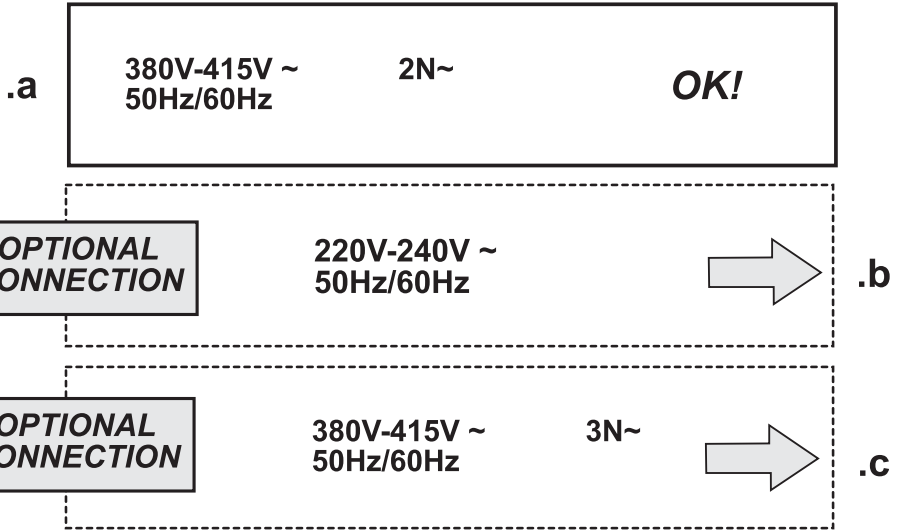 .a
380V-415V ~ 2N~
50Hz/60Hz
OK!
OPTIONAL
ONNECTION
220V-240V ~
50Hz/60Hz
.b
OPTIONAL
ONNECTION
380V-415V ~ 3N~
50Hz/60Hz
.c